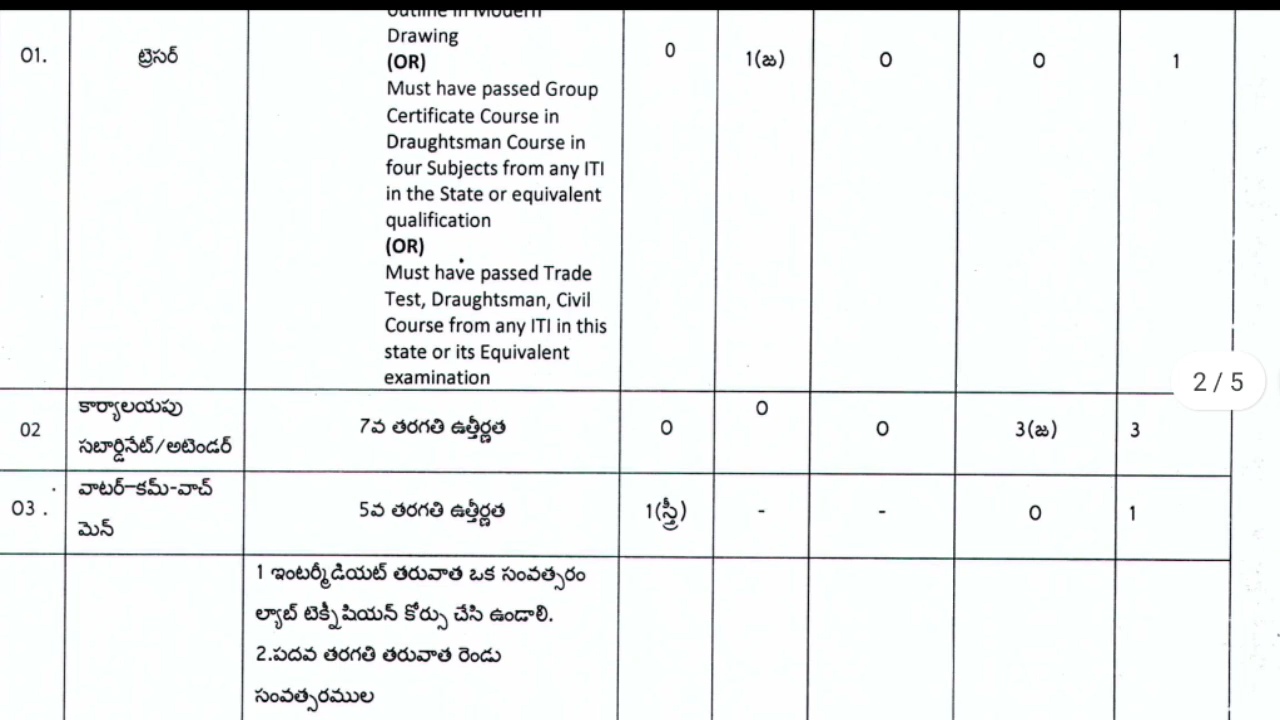 outline in Modern
Drawing
01. ట్రేసర్ 0 1(జ) 0 0 1
(OR)
Must have passed Group
Certificate Course in
Draughtsman Course in
four Subjects from any ITI
in the State or equivalent
qualification
(OR)
Must have passed Trade
Test, Draughtsman, Civil
Course from any ITI in this
state or its Equivalent
examination
2 / 5
కార్యాలయపు
02 7వ తరగతి ఉత్తీర్ణత 0 0 0 3(జ) 3
సబార్డినేట్/అటెండర్
వాటర్-కమ్-వాచ్
03 . 5వ తరగతి ఉత్తీర్ణత 1(స్త్రీ) - - 0 1
మెన్
1 ఇంటర్మీడియట్ తరువాత ఒక సంవత్సరం
ల్యాబ్ టెక్నీషియన్ కోర్సు చేసి ఉండాలి.
2.పదవ తరగతి తరువాత రెండు
సంవత్సరముల